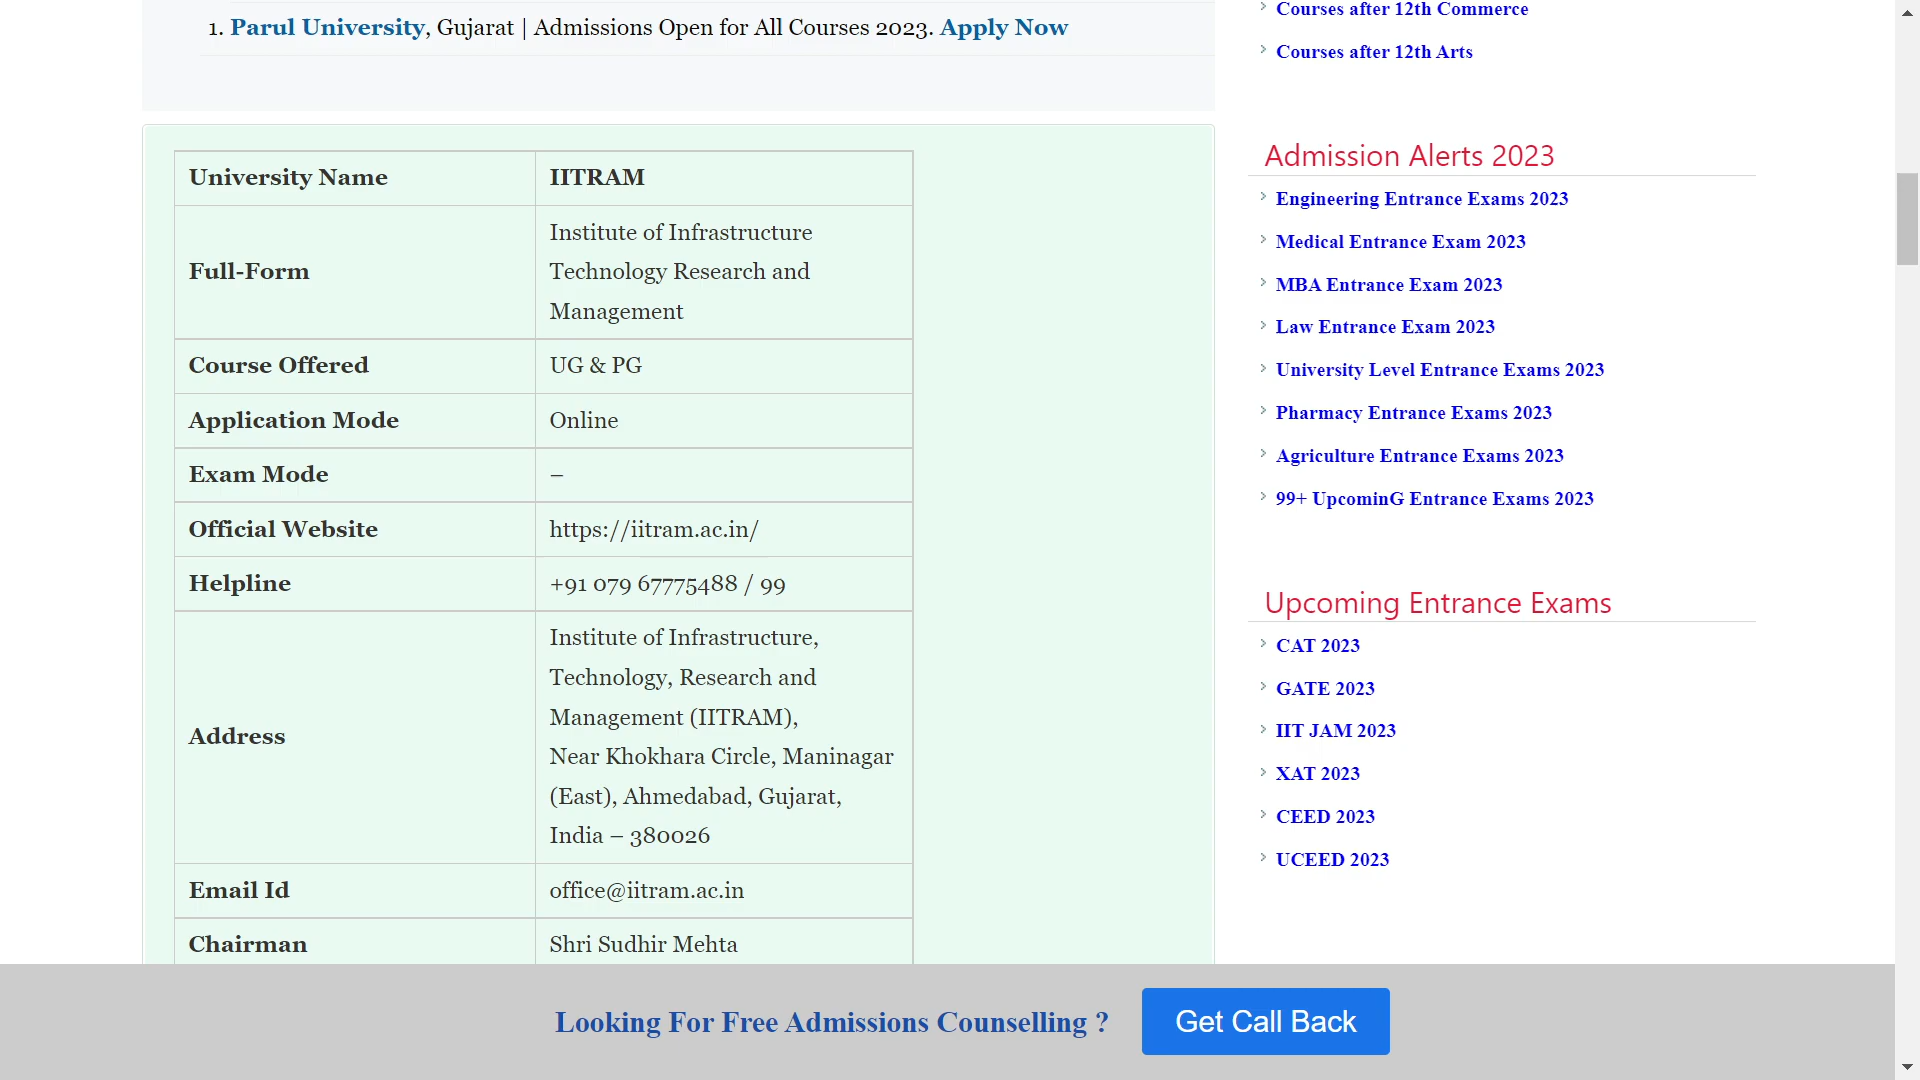 1. Parul University, Gujarat | Admissions Open for All Courses 2023. Apply Now
University Name IITRAM
Full-Form Institute of Infrastructure
Technology Research and
Management
Course Offered UG & PG
Application Mode Online
Exam Mode –
Official Website https://iitram.ac.in/
Helpline +91 079 67775488 / 99
Address Institute of Infrastructure,
Technology, Research and
Management (IITRAM),
Near Khokhara Circle, Maninagar
(East), Ahmedabad, Gujarat,
India – 380026
Email Id office@iitram.ac.in
Chairman Shri Sudhir Mehta
Courses after 12th Commerce
Courses after 12th Arts
Admission Alerts 2023
Engineering Entrance Exams 2023
Medical Entrance Exam 2023
MBA Entrance Exam 2023
Law Entrance Exam 2023
University Level Entrance Exams 2023
Pharmacy Entrance Exams 2023
Agriculture Entrance Exams 2023
99+ UpcominG Entrance Exams 2023
Upcoming Entrance Exams
CAT 2023
GATE 2023
IIT JAM 2023
XAT 2023
CEED 2023
UCEED 2023
Looking For Free Admissions Counselling ? Get Call Back